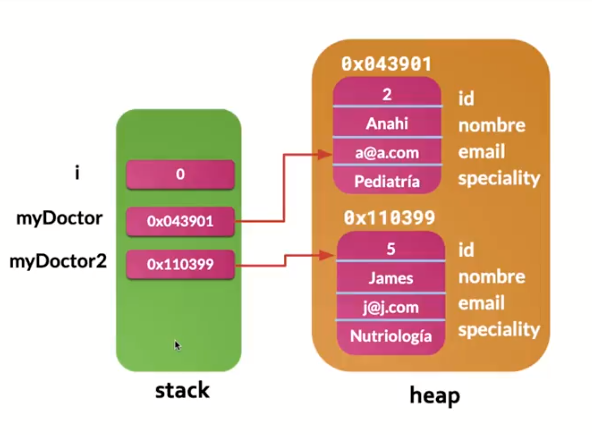 i
0
myDoctor
0x043901
myDoctor2
0x110399
stack
0x043901
2
id
Anahi
nombre
a@a.com
email
Pediatría
speciality
0x110399
5
id
James
nombre
j@j.com
email
Nutriología
speciality
heap